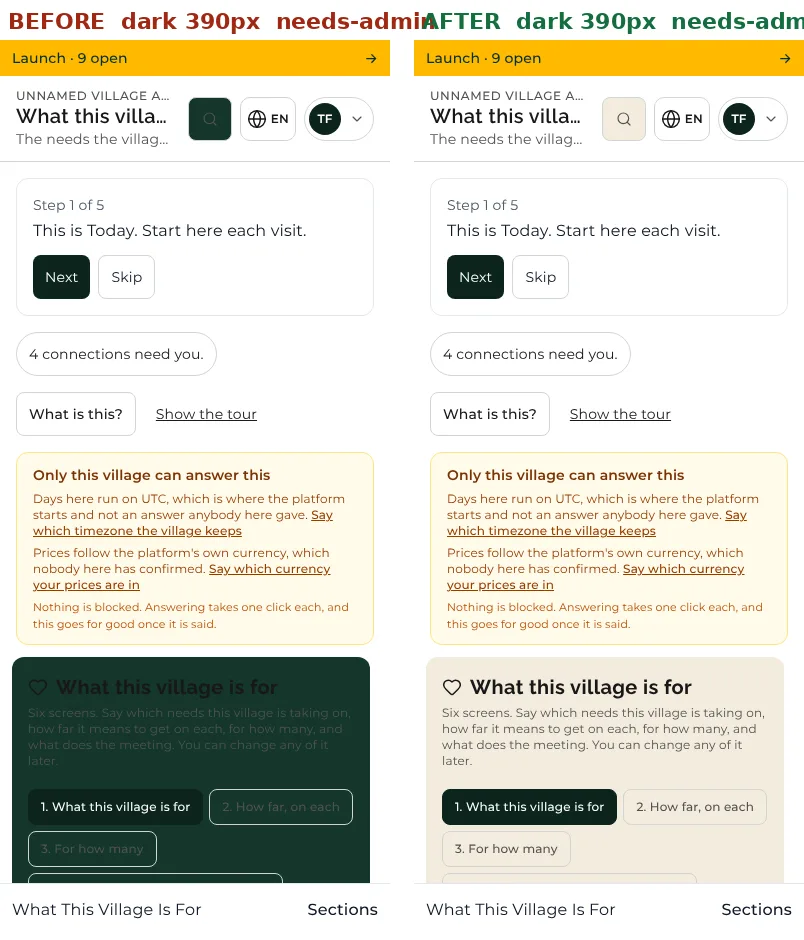 BEFORE dark 390px needs-admin
Launch · 9 open →
UNNAMED VILLAGE A...
What this villa...
The needs the villag...
EN
TF
Step 1 of 5
This is Today. Start here each visit.
Next
Skip
4 connections need you.
What is this?
Show the tour
Only this village can answer this
Days here run on UTC, which is where the platform
starts and not an answer anybody here gave. Say
which timezone the village keeps
Prices follow the platform's own currency, which
nobody here has confirmed. Say which currency
your prices are in
Nothing is blocked. Answering takes one click each, and
this goes for good once it is said.
What this village is for
Six screens. Say which needs this village is taking on,
how far it means to get on each, for how many, and
what does the meeting. You can change any of it
later.
1. What this village is for
2. How far, on each
3. For how many
What This Village Is For
Sections
AFTER dark 390px needs-adm
Launch · 9 open →
UNNAMED VILLAGE A...
What this villa...
The needs the villag...
EN
TF
Step 1 of 5
This is Today. Start here each visit.
Next
Skip
4 connections need you.
What is this?
Show the tour
Only this village can answer this
Days here run on UTC, which is where the platform
starts and not an answer anybody here gave. Say
which timezone the village keeps
Prices follow the platform's own currency, which
nobody here has confirmed. Say which currency
your prices are in
Nothing is blocked. Answering takes one click each, and
this goes for good once it is said.
What this village is for
Six screens. Say which needs this village is taking on,
how far it means to get on each, for how many, and
what does the meeting. You can change any of it
later.
1. What this village is for
2. How far, on each
3. For how many
What This Village Is For
Sections